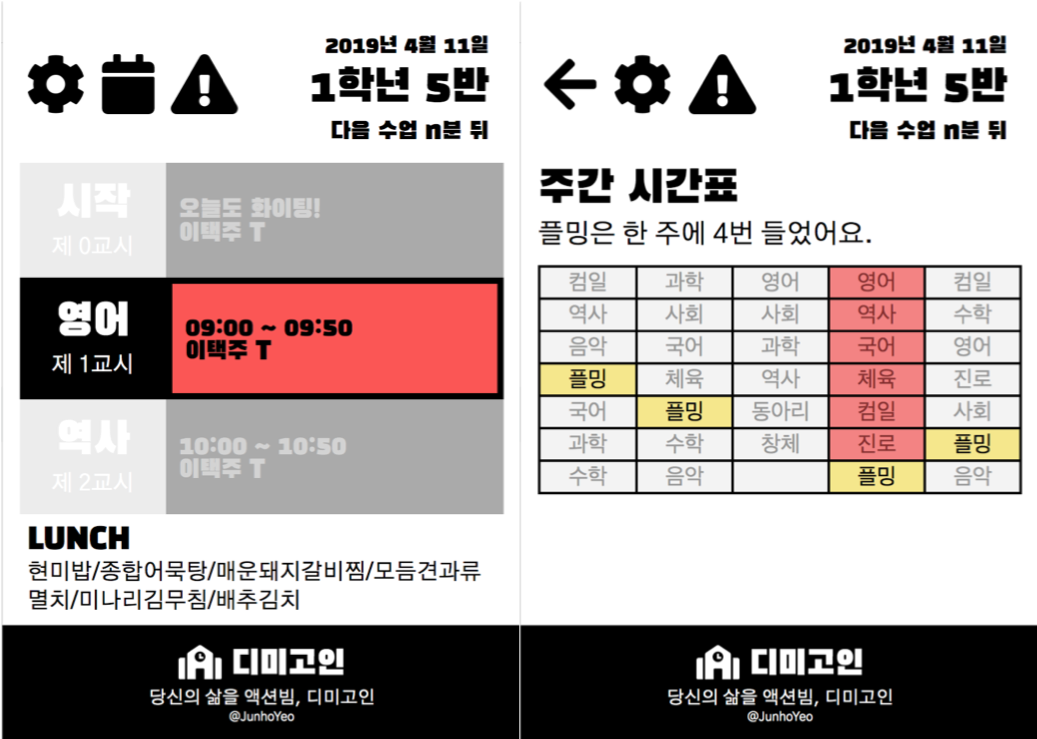 2019년 4월 11일
1학년 5반
다음 수업 n분 뒤
시작
제 0교시
오늘도 화이팅!
이택주 T
영어
제 1교시
09:00 ~ 09:50
이택주 T
역사
제 2교시
10:00 ~ 10:50
이택주 T
LUNCH
현미밥/종합어묵탕/매운돼지갈비찜/모듬견과류
멸치/미나리김무침/배추김치
디미고인
당신의 삶을 액션빔, 디미고인
@JunhoYeo
2019년 4월 11일
1학년 5반
다음 수업 n분 뒤
주간 시간표
플밍은 한 주에 4번 들었어요.
컴일 과학 영어 영어 컴일
역사 사회 사회 역사 수학
음악 국어 과학 국어 영어
플밍 체육 역사 체육 진로
국어 플밍 동아리 컴일 사회
과학 수학 창체 진로 플밍
수학 음악 플밍 음악
디미고인
당신의 삶을 액션빔, 디미고인
@JunhoYeo